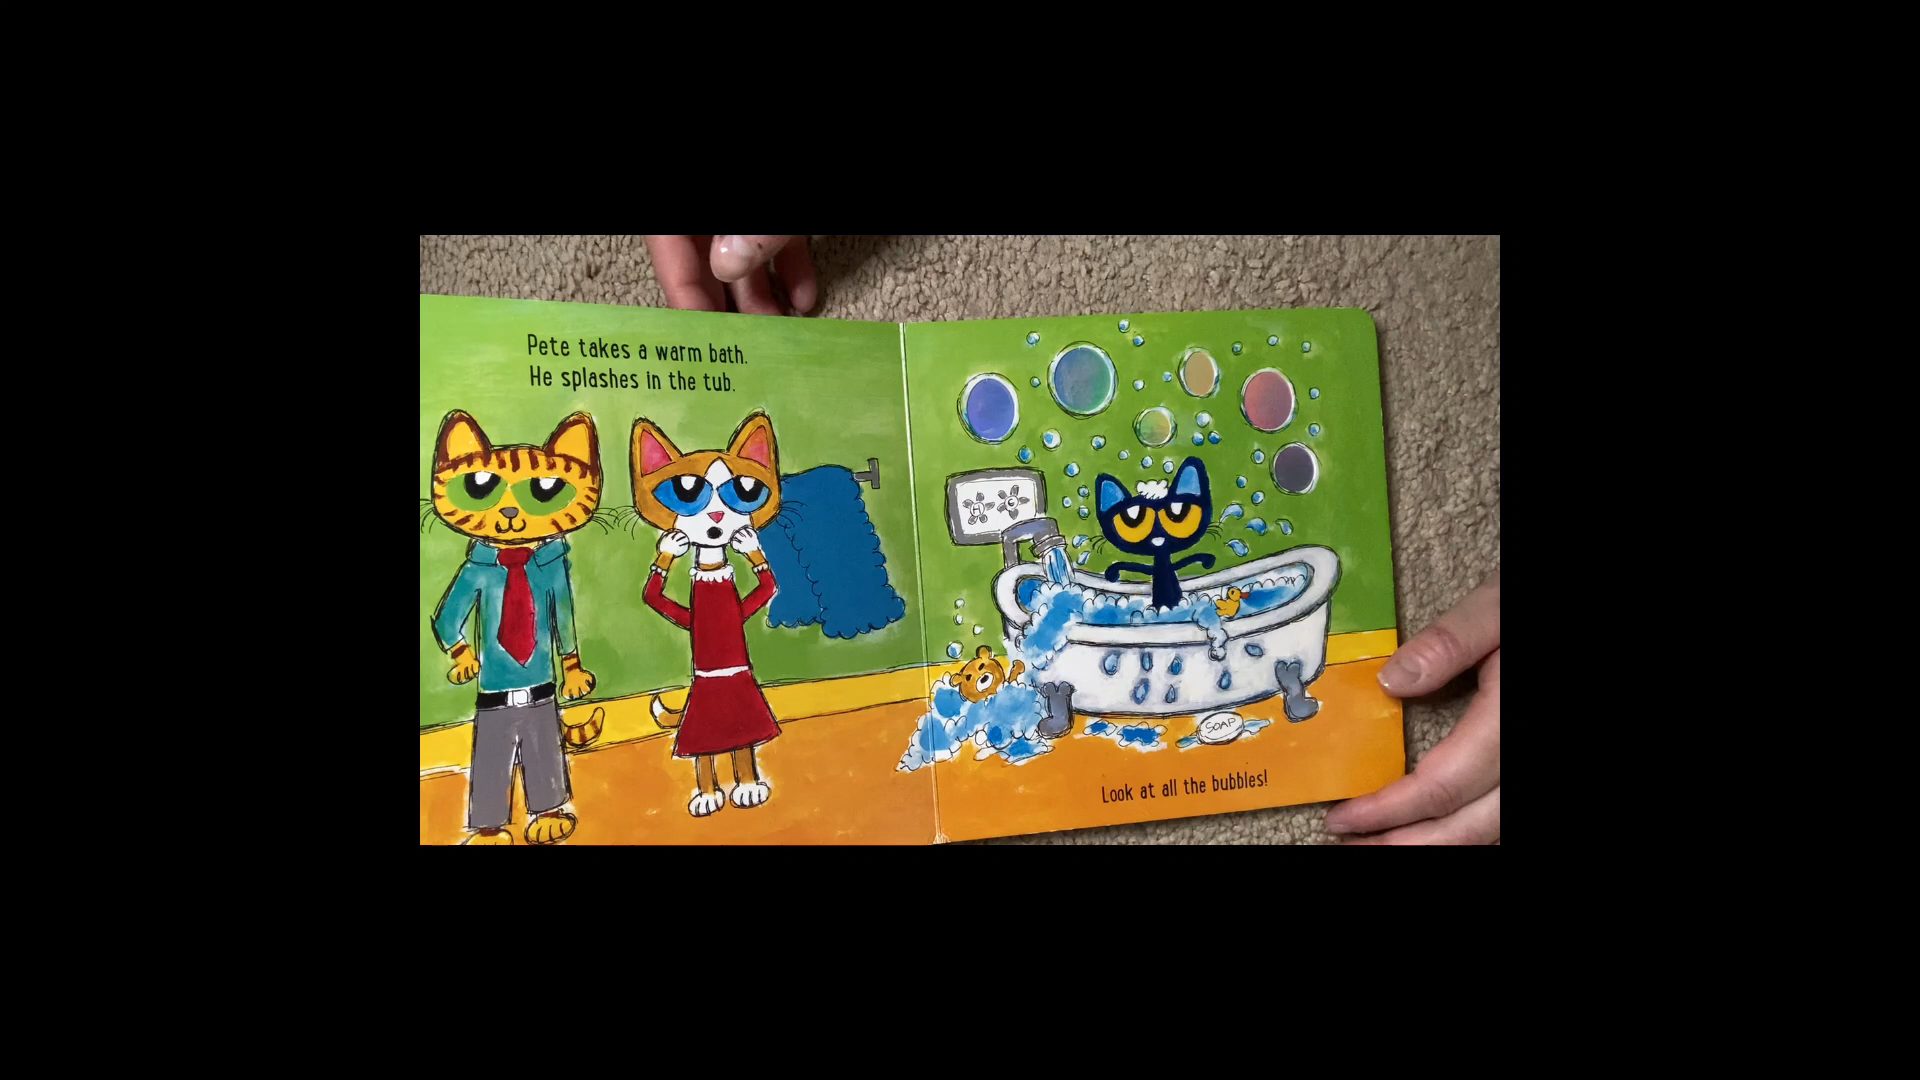 Pete takes a warm bath.
He splashes in the tub.
H C
SOAP
Look at all the bubbles!